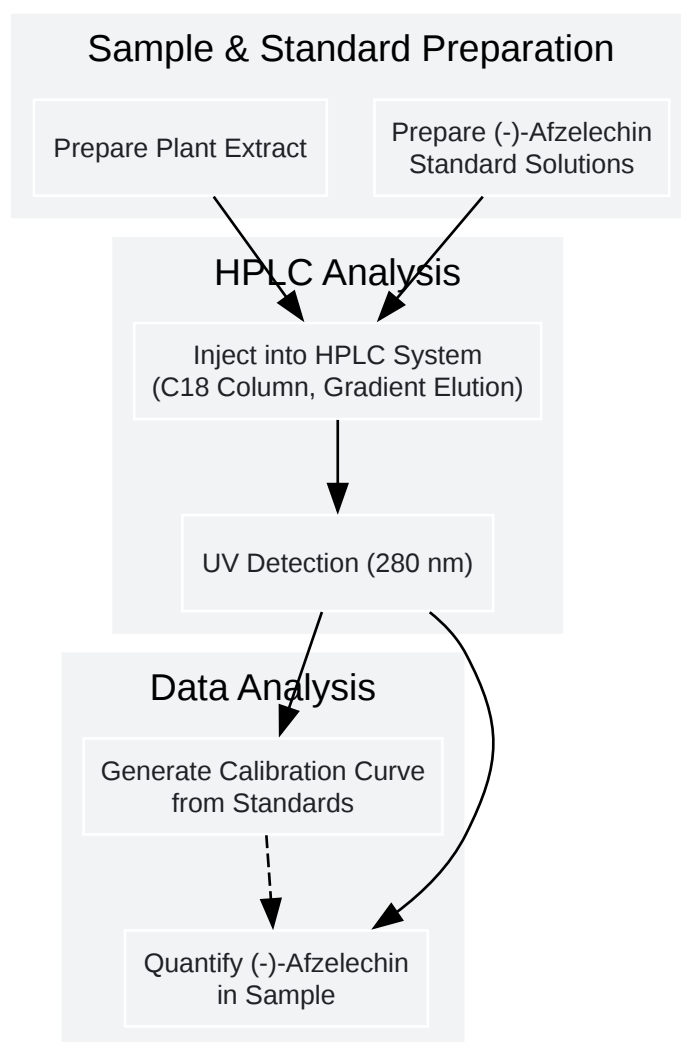 Sample & Standard Preparation
Prepare Plant Extract
Prepare (-)-Afzelechin
Standard Solutions
HPLC Analysis
Inject into HPLC System
(C18 Column, Gradient Elution)
UV Detection (280 nm)
Data Analysis
Generate Calibration Curve
from Standards
Quantify (-)-Afzelechin
in Sample